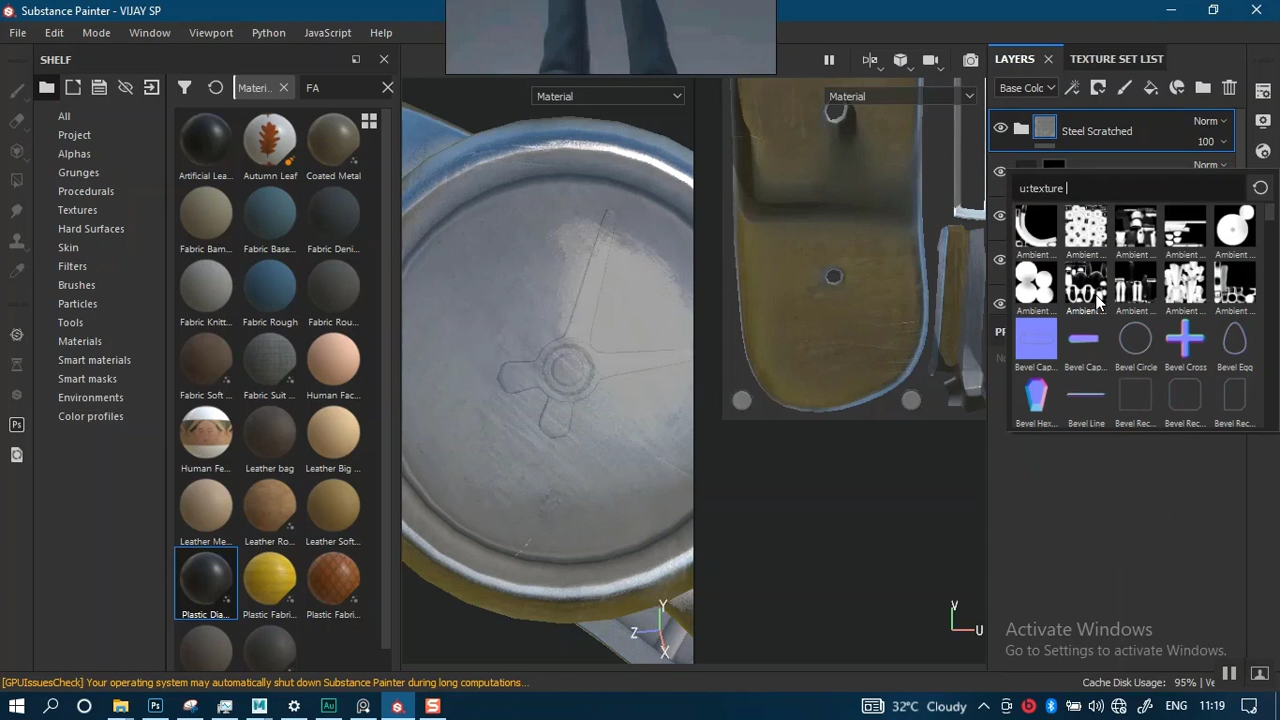 Substance Painter - VIJAY SP
File Edit Mode Window Viewport Python JavaScript Help
SHELF
Materi... FA
All
Project
Alphas
Grunges
Procedurals
Textures
Hard Surfaces
Skin
Filters
Brushes
Particles
Tools
Materials
Smart materials
Smart masks
Environments
Color profiles
Artificial Lea... Autumn Leaf Coated Metal
Fabric Bam... Fabric Base... Fabric Deni...
Fabric Knitt... Fabric Rough Fabric Rou...
Fabric Soft ... Fabric Suit ... Human Fac...
Human Fe... Leather bag Leather Big ...
Leather Me... Leather Ro... Leather Soft...
Plastic Dia... Plastic Fabri... Plastic Fabri...
Material
Material
Y
Z
X
V
U
LAYERS TEXTURE SET LIST
Base Colc
Norm
Steel Scratched
100
Norm
u:texture
Ambient ... Ambient ... Ambient ... Ambient ... Ambient ...
Ambient ... Ambient... Ambient ... Ambient ... Ambient ...
Bevel Cap... Bevel Cap... Bevel Circle Bevel Cross Bevel Egg
Bevel Hex... Bevel Line Bevel Rec... Bevel Rec... Bevel Rec...
PR
No
Activate Windows
Go to Settings to activate Windows.
[GPUIssuesCheck] Your operating system may automatically shut down Substance Painter during long computations...
Cache Disk Usage: 95% | Ve
32°C Cloudy
ENG 11:19